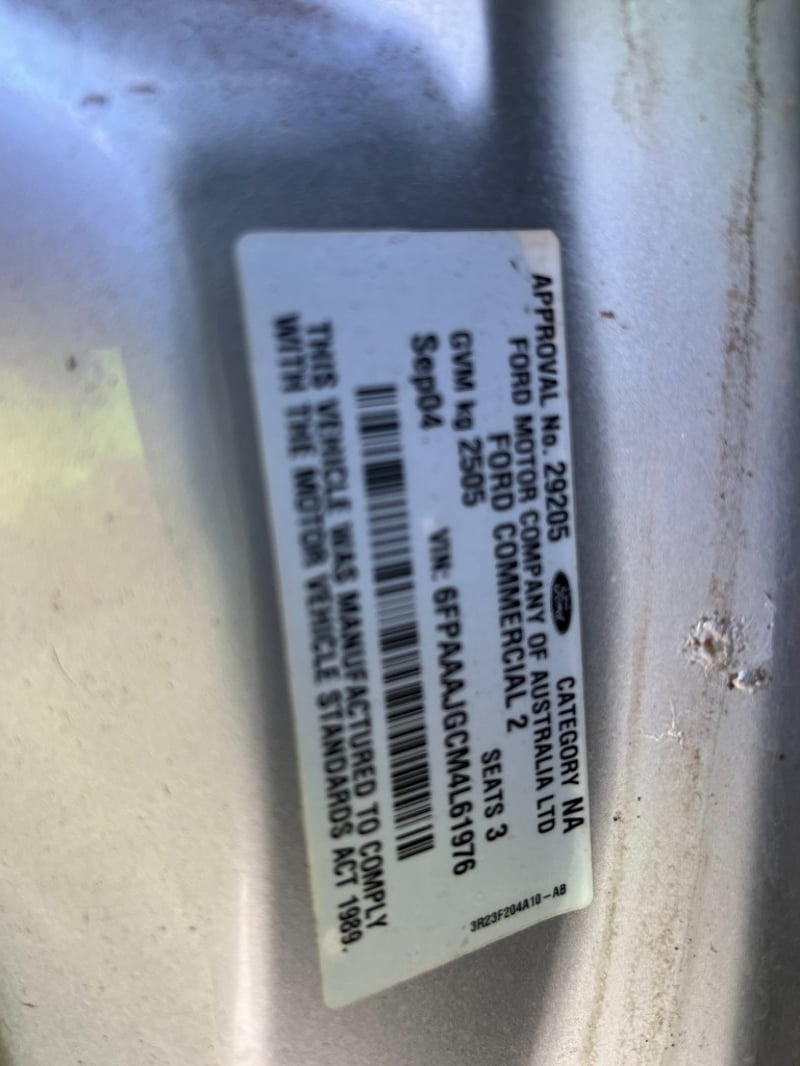 APPROVAL No. 29205 Ford CATEGORY NA
FORD MOTOR COMPANY OF AUSTRALIA LTD
FORD COMMERCIAL 2
GVM kg 2505 SEATS 3
Sep04 VIN: 6FPAAAJGCM4L61976
THIS VEHICLE WAS MANUFACTURED TO COMPLY
WITH THE MOTOR VEHICLE STANDARDS ACT 1989.
3R23F204A10-AB